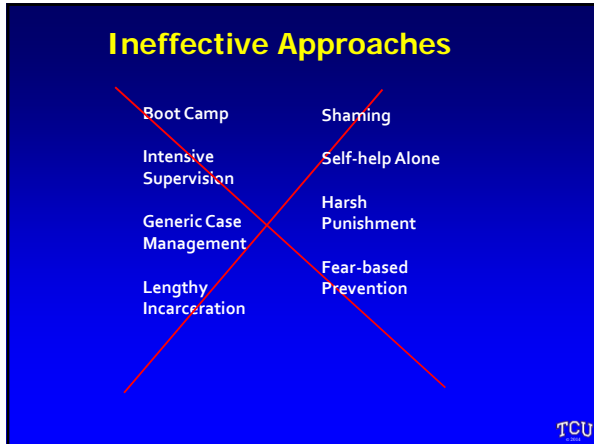 Ineffective Approaches
Boot Camp
Intensive
Supervision
Generic Case
Management
Lengthy
Incarceration
Shaming
Self-help Alone
Harsh
Punishment
Fear-based
Prevention
TCU
© 2014